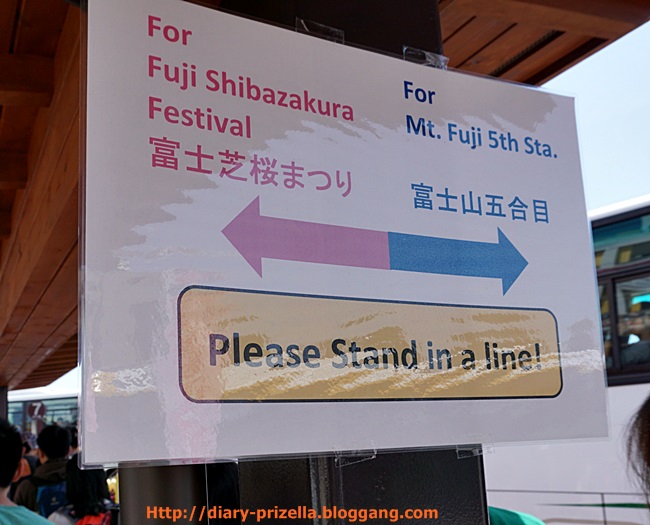 For
Fuji Shibazakura
Festival
富士芝桜まつり
For
Mt. Fuji 5th Sta.
富士山五合目
Please Stand in a line!
7
Http://diary-prizella.bloggang.com